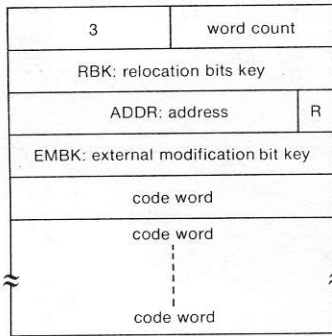 3 word count
RBK: relocation bits key
ADDR: address R
EMBK: external modification bit key
code word
code word
code word